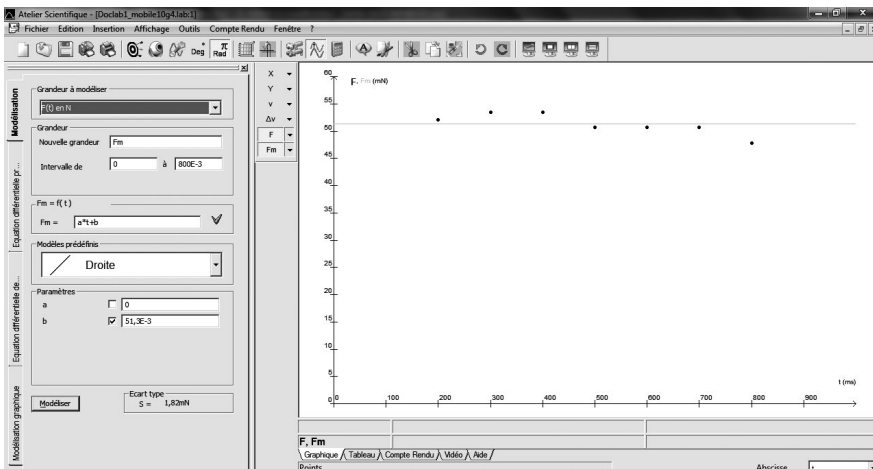 Atelier Scientifique - [Doclab1_mobile10g4.lab:1]
Fichier Edition Insertion Affichage Outils Compte Rendu Fenêtre ?
Deg Rad
Modélisation
Equation différentielle pr...
Equation différentielle de...
Modélisation graphique
Grandeur à modéliser
F(t) en N
Grandeur
Nouvelle grandeur Fm
Intervalle de 0 à 800E-3
Fm = f( t )
Fm = a*t+b
Modèles prédéfinis
Droite
Paramètres
a 0
b 51,3E-3
Modéliser
Ecart type
S = 1,82mN
X
Y
v
Δv
F
Fm
F, Fm (mN)
60
55
50
45
40
35
30
25
20
15
10
5
0
0 100 200 300 400 500 600 700 800 900
t (ms)
F, Fm
Graphique Tableau Compte Rendu Vidéo Aide
Points
Abscisse